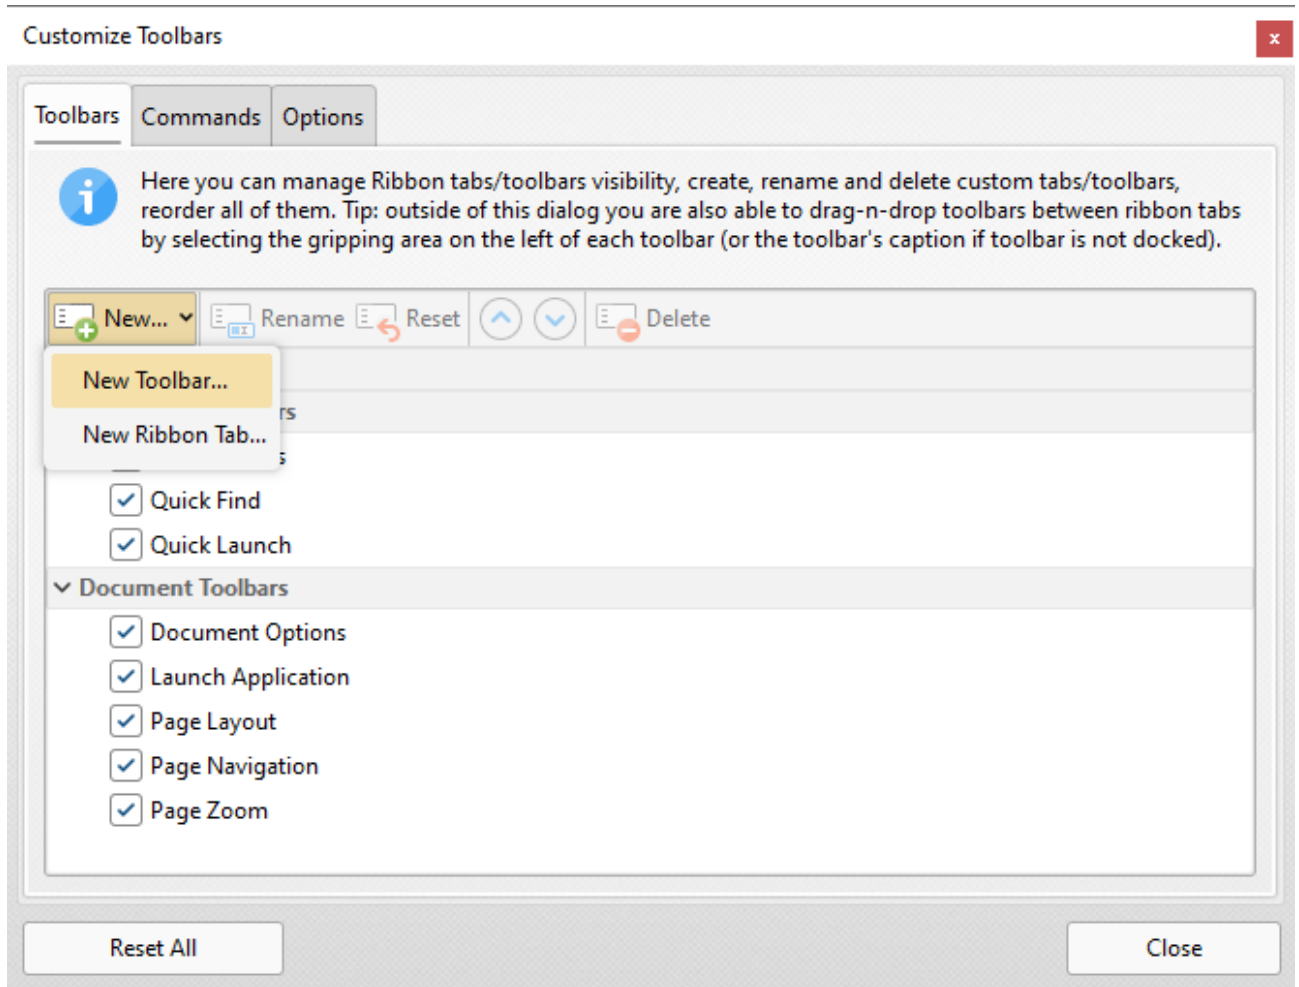 Customize Toolbars
x
Toolbars Commands Options
Here you can manage Ribbon tabs/toolbars visibility, create, rename and delete custom tabs/toolbars,
reorder all of them. Tip: outside of this dialog you are also able to drag-n-drop toolbars between ribbon tabs
by selecting the gripping area on the left of each toolbar (or the toolbar's caption if toolbar is not docked).
New... Rename Reset Delete
New Toolbar...
New Ribbon Tab...
Quick Find
Quick Launch
Document Toolbars
Document Options
Launch Application
Page Layout
Page Navigation
Page Zoom
Reset All Close